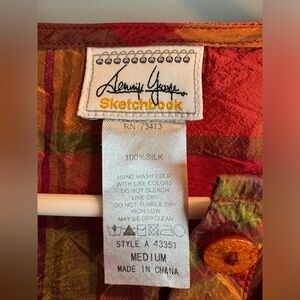 Sketchbook
RN 73473
100% SILK
HAND WASH COLD
WITH LIKE COLORS
DO NOT BLEACH
LINE DRY
DO NOT TUMBLE DRY
IRON LOW
MAY BE DRYCLEAN
STYLE A 43351
MEDIUM
MADE IN CHINA